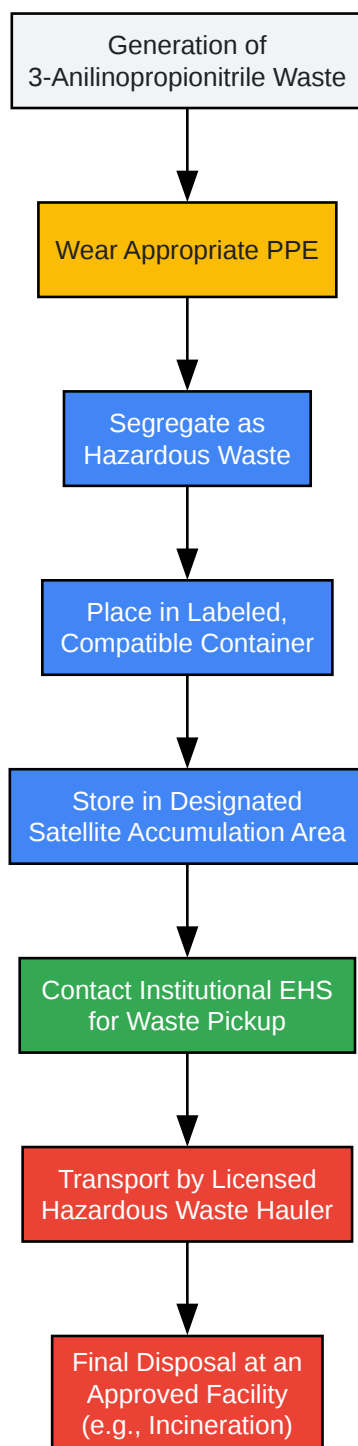 Generation of
3-Anilinopropionitrile Waste
Wear Appropriate PPE
Segregate as
Hazardous Waste
Place in Labeled,
Compatible Container
Store in Designated
Satellite Accumulation Area
Contact Institutional EHS
for Waste Pickup
Transport by Licensed
Hazardous Waste Hauler
Final Disposal at an
Approved Facility
(e.g., Incineration)